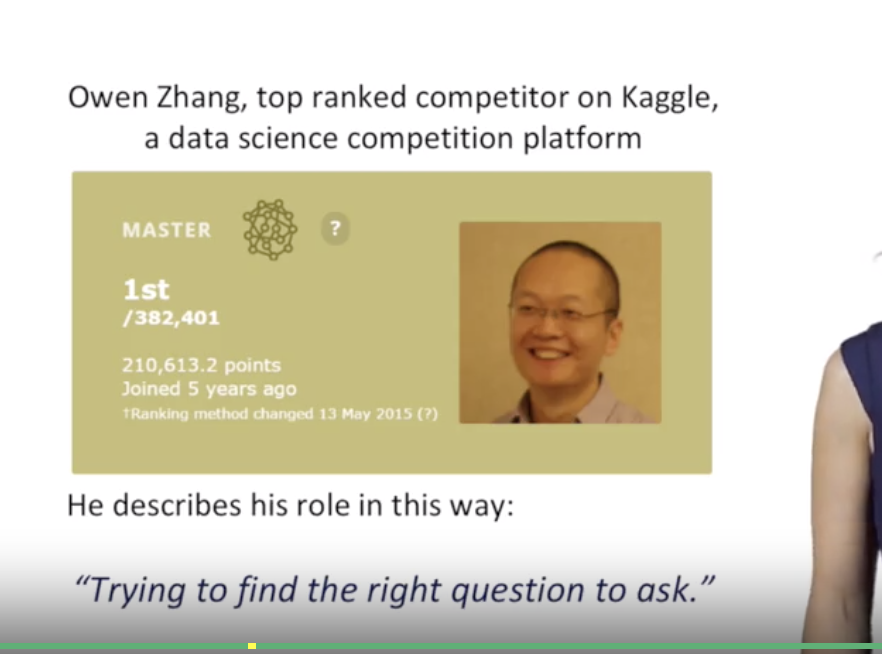 Owen Zhang, top ranked competitor on Kaggle,
a data science competition platform
MASTER ?
1st
/382,401
210,613.2 points
Joined 5 years ago
↑Ranking method changed 13 May 2015 (?)
He describes his role in this way:
“Trying to find the right question to ask.”